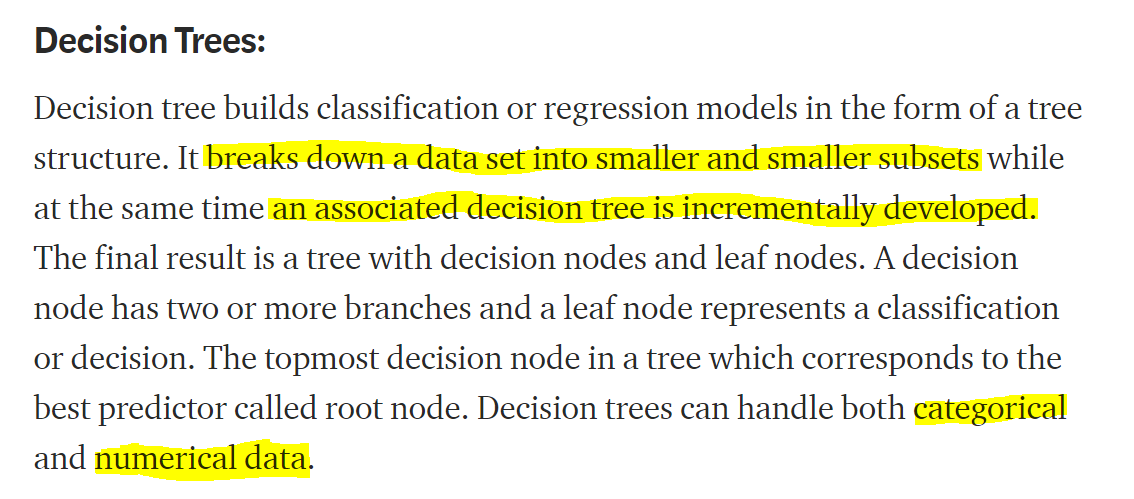 Decision Trees:
Decision tree builds classification or regression models in the form of a tree
structure. It breaks down a data set into smaller and smaller subsets while
at the same time an associated decision tree is incrementally developed.
The final result is a tree with decision nodes and leaf nodes. A decision
node has two or more branches and a leaf node represents a classification
or decision. The topmost decision node in a tree which corresponds to the
best predictor called root node. Decision trees can handle both categorical
and numerical data.